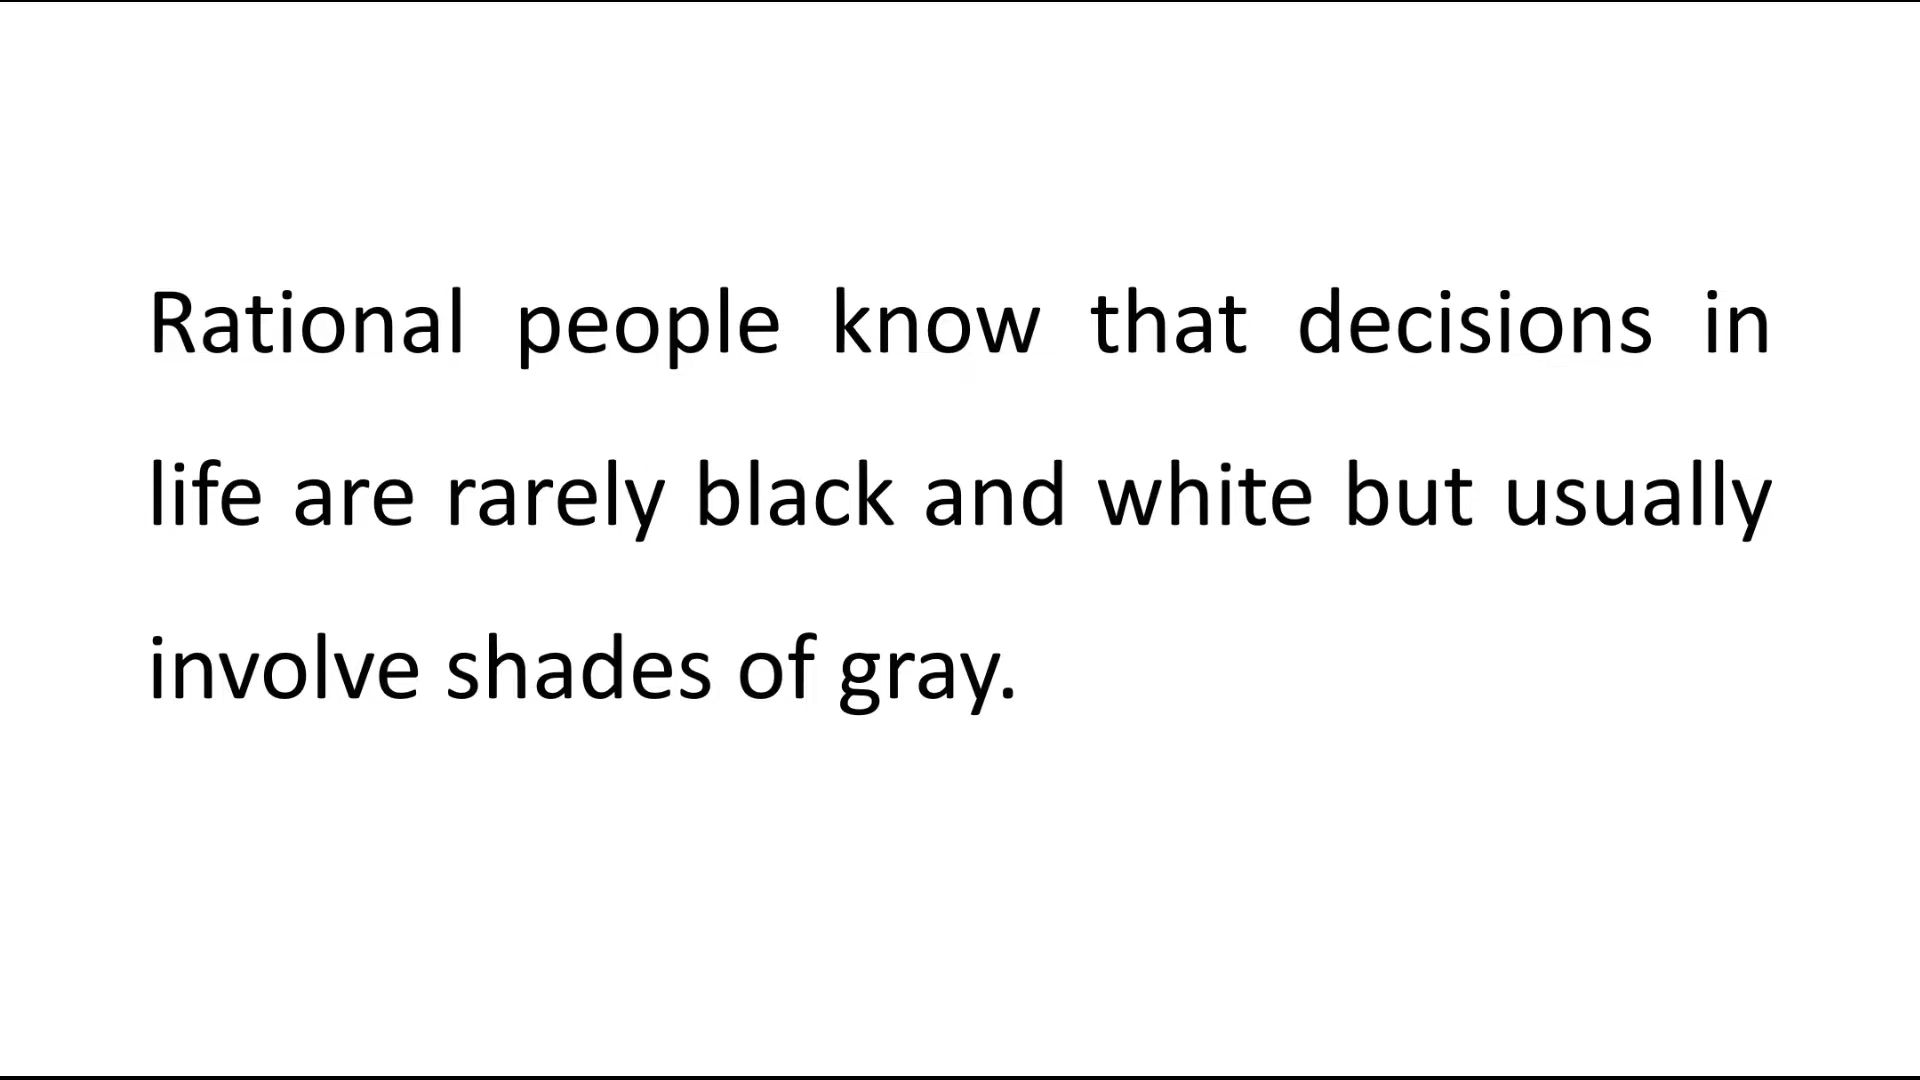 Rational people know that decisions in
life are rarely black and white but usually
involve shades of gray.